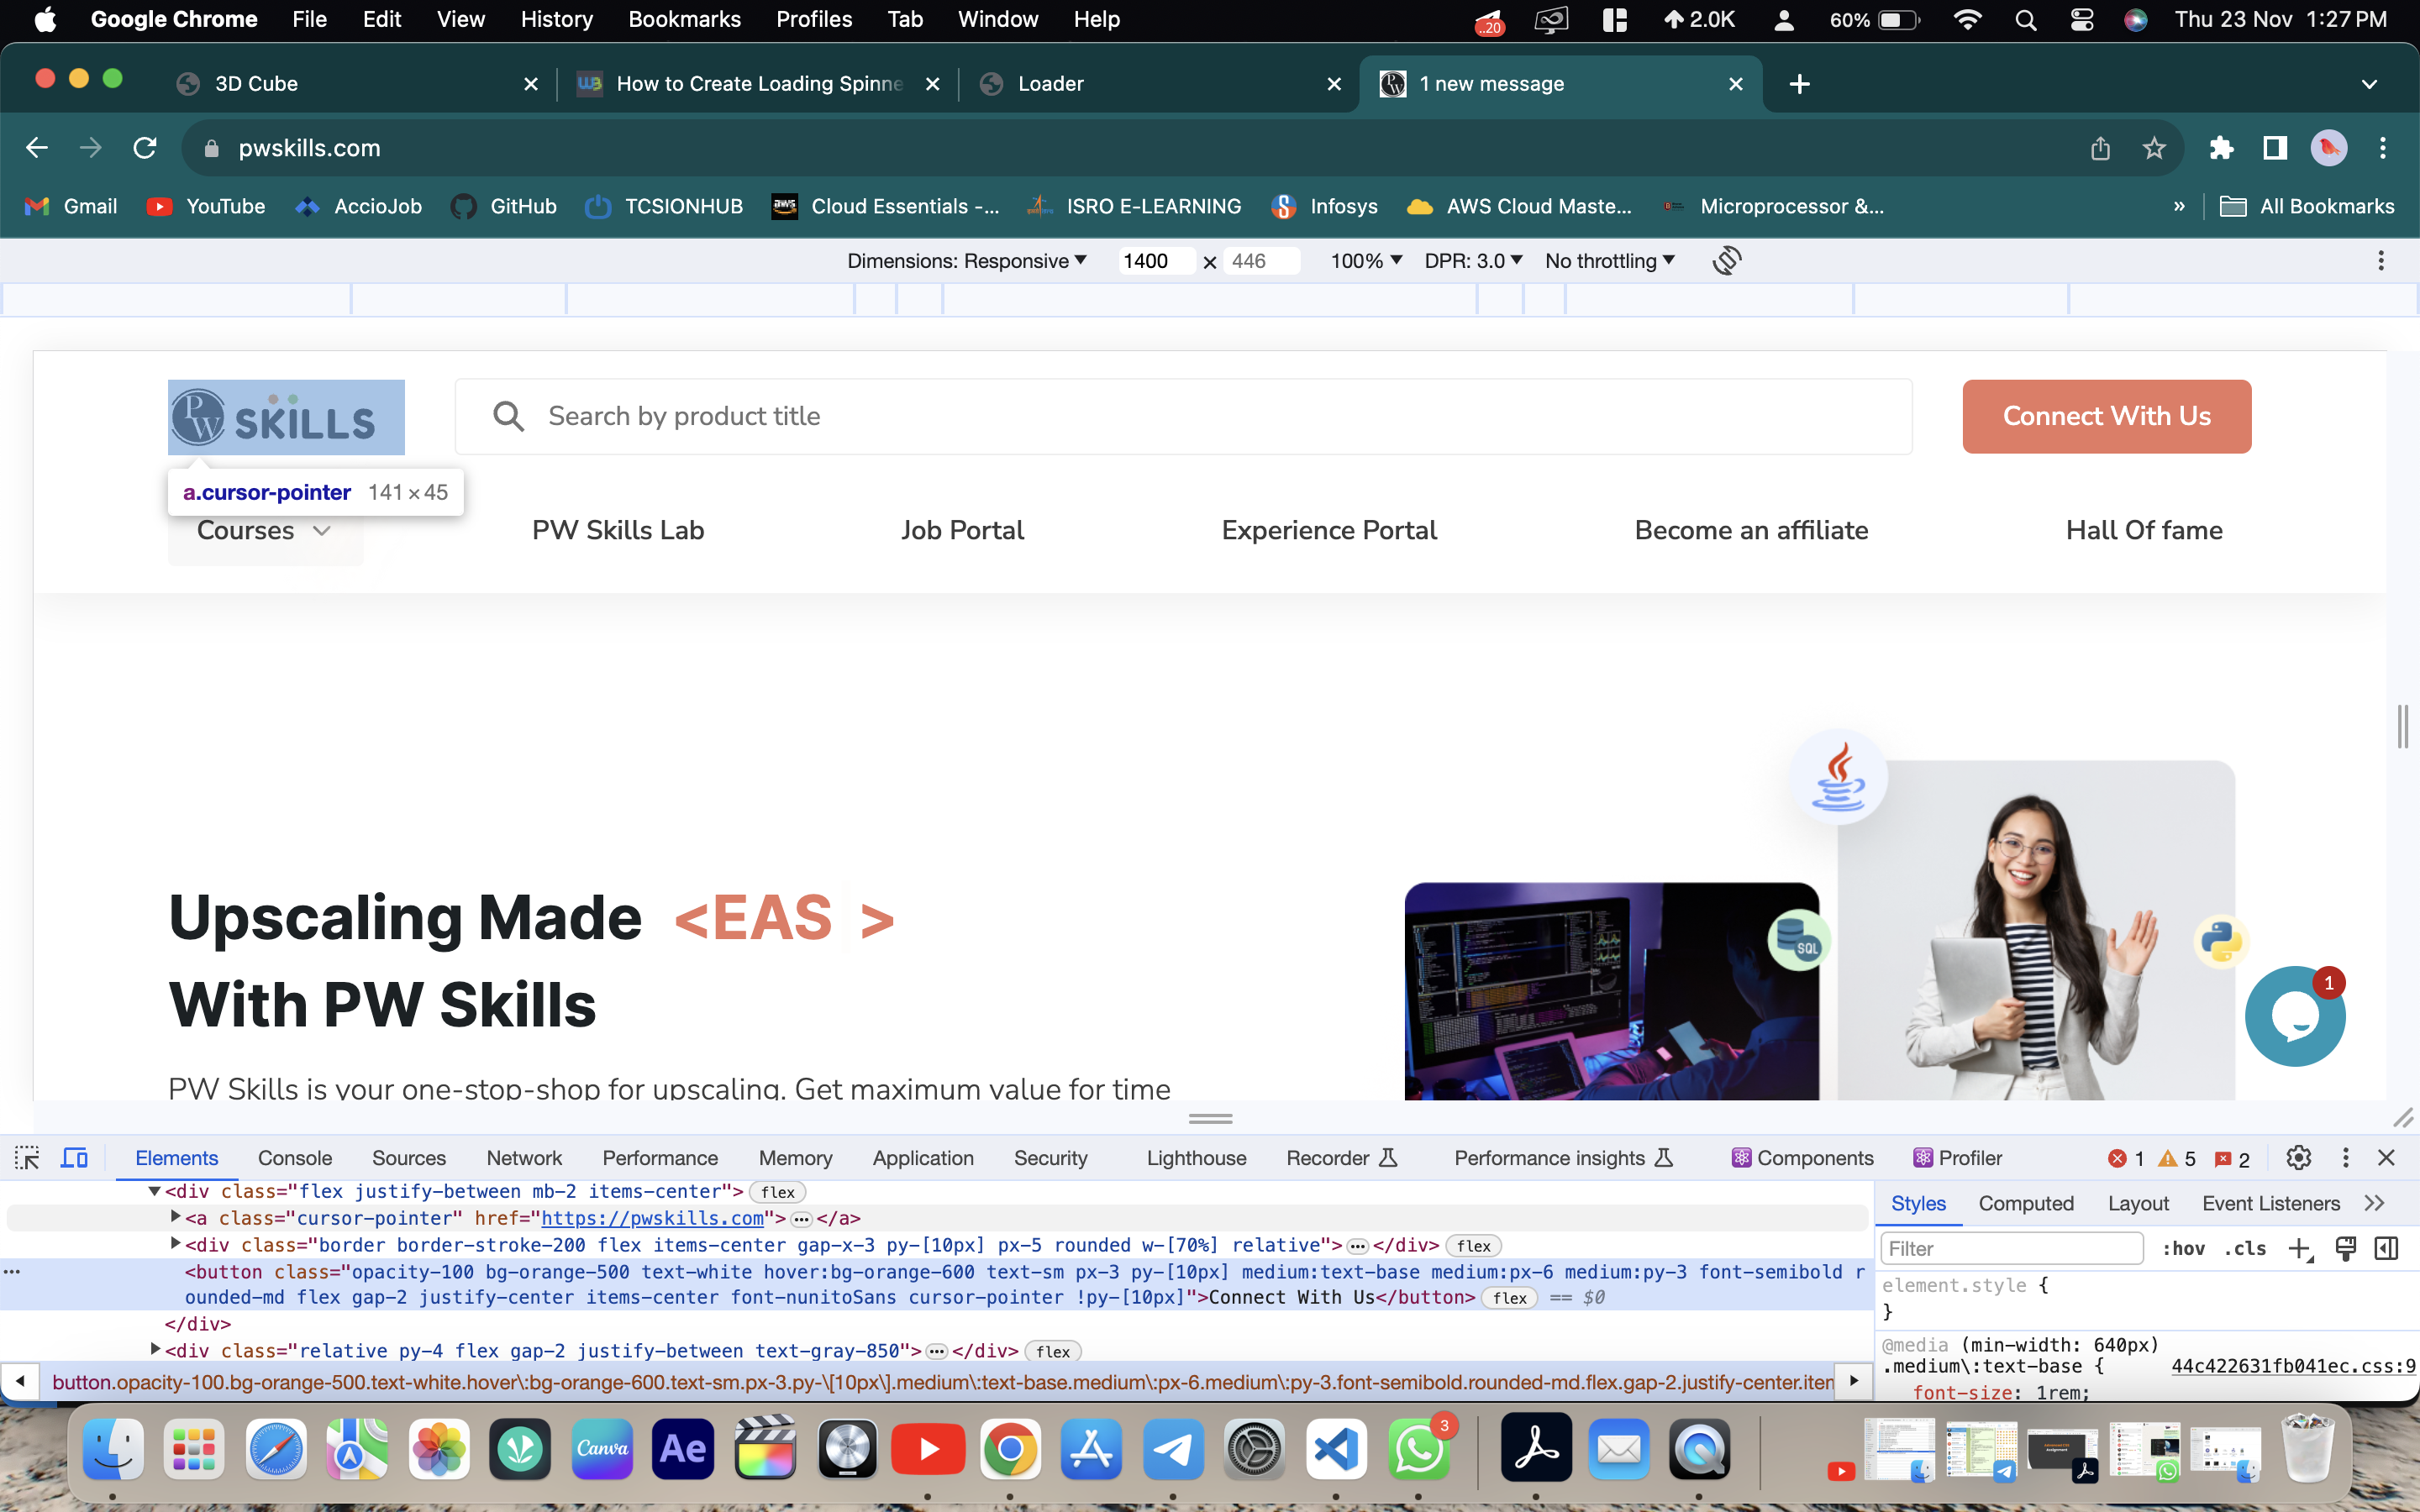 Google Chrome File Edit View History Bookmarks Profiles Tab Window Help ..20 2.0K 60% Thu 23 Nov 1:27 PM
3D Cube How to Create Loading Spinne Loader 1 new message
pwskills.com
Gmail YouTube AccioJob GitHub TCSIONHUB aws Cloud Essentials -... ISRO E-LEARNING Infosys AWS Cloud Maste... Microprocessor &... » All Bookmarks
Dimensions: Responsive 1400 × 446 100% DPR: 3.0 No throttling
PW SKILLS Search by product title Connect With Us
a.cursor-pointer 141 × 45
Courses PW Skills Lab Job Portal Experience Portal Become an affiliate Hall Of fame
Upscaling Made <EAS >
With PW Skills
SQL
1
PW Skills is your one-stop-shop for upscaling. Get maximum value for time
Elements Console Sources Network Performance Memory Application Security Lighthouse Recorder Performance insights Components Profiler 1 5 2
<div class="flex justify-between mb-2 items-center"> flex
<a class="cursor-pointer" href="https://pwskills.com">…</a>
<div class="border border-stroke-200 flex items-center gap-x-3 py-[10px] px-5 rounded w-[70%] relative">…</div> flex
<button class="opacity-100 bg-orange-500 text-white hover:bg-orange-600 text-sm px-3 py-[10px] medium:text-base medium:px-6 medium:py-3 font-semibold r
ounded-md flex gap-2 justify-center items-center font-nunitoSans cursor-pointer !py-[10px]">Connect With Us</button> flex == $0
</div>
<div class="relative py-4 flex gap-2 justify-between text-gray-850">…</div> flex
button.opacity-100.bg-orange-500.text-white.hover\:bg-orange-600.text-sm.px-3.py-\[10px\].medium\:text-base.medium\:px-6.medium\:py-3.font-semibold.rounded-md.flex.gap-2.justify-center.iten
Styles Computed Layout Event Listeners
Filter :hov .cls
element.style {
}
@media (min-width: 640px)
.medium\:text-base { 44c422631fb041ec.css:9
font-size: 1rem;
Canva Ae 3